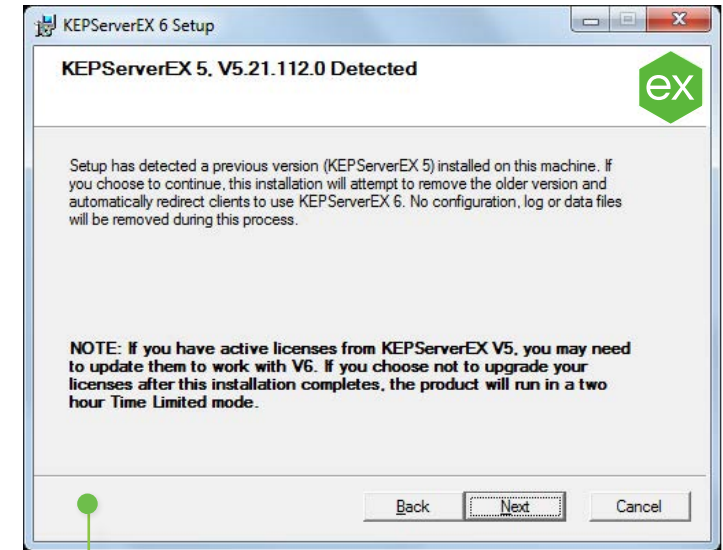 KEPServerEX 6 Setup
KEPServerEX 5, V5.21.112.0 Detected
ex
Setup has detected a previous version (KEPServerEX 5) installed on this machine. If
you choose to continue, this installation will attempt to remove the older version and
automatically redirect clients to use KEPServerEX 6. No configuration, log or data files
will be removed during this process.
NOTE: If you have active licenses from KEPServerEX V5, you may need
to update them to work with V6. If you choose not to upgrade your
licenses after this installation completes, the product will run in a two
hour Time Limited mode.
Back Next Cancel